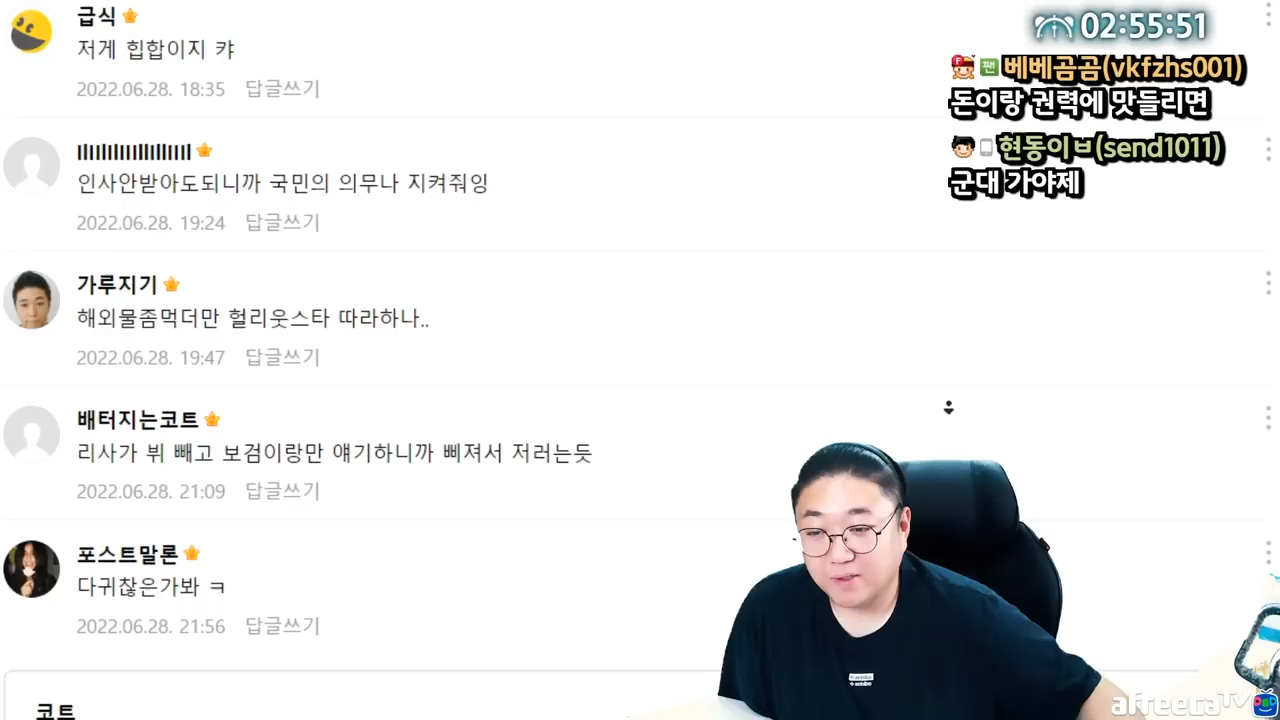 급식
저게 힙합이지 캬
2022.06.28. 18:35 답글쓰기
인사안받아도되니까 국민의 의무나 지켜줘잉
2022.06.28. 19:24 답글쓰기
가루지기
해외물좀먹더만 헐리웃스타 따라하나..
2022.06.28. 19:47 답글쓰기
배터지는코트
리사가 뷔 빼고 보검이랑만 얘기하니까 삐져서 저러는듯
2022.06.28. 21:09 답글쓰기
포스트말론
다귀찮은가봐 ㅋ
2022.06.28. 21:56 답글쓰기
코트
02:55:51
베베곰곰(vkfzhs001)
돈이랑 권력에 맛들리면
현동이ㅂ(send1011)
군대 가야제
afreecaTV